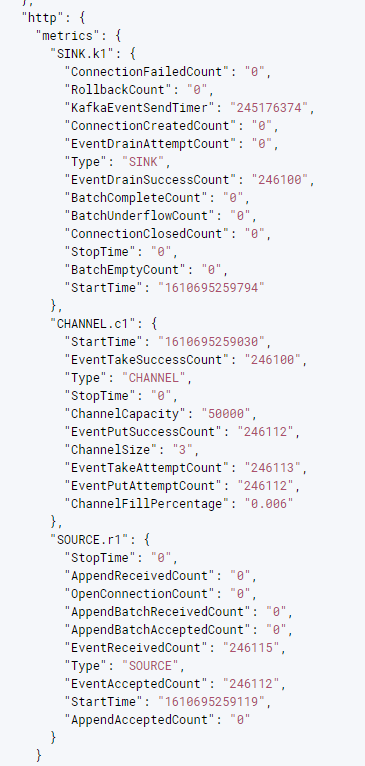 },
"http": {
"metrics": {
"SINK.k1": {
"ConnectionFailedCount": "0",
"RollbackCount": "0",
"KafkaEventSendTimer": "245176374",
"ConnectionCreatedCount": "0",
"EventDrainAttemptCount": "0",
"Type": "SINK",
"EventDrainSuccessCount": "246100",
"BatchCompleteCount": "0",
"BatchUnderflowCount": "0",
"ConnectionClosedCount": "0",
"StopTime": "0",
"BatchEmptyCount": "0",
"StartTime": "1610695259794"
},
"CHANNEL.c1": {
"StartTime": "1610695259030",
"EventTakeSuccessCount": "246100",
"Type": "CHANNEL",
"StopTime": "0",
"ChannelCapacity": "50000",
"EventPutSuccessCount": "246112",
"ChannelSize": "3",
"EventTakeAttemptCount": "246113",
"EventPutAttemptCount": "246112",
"ChannelFillPercentage": "0.006"
},
"SOURCE.r1": {
"StopTime": "0",
"AppendReceivedCount": "0",
"OpenConnectionCount": "0",
"AppendBatchReceivedCount": "0",
"AppendBatchAcceptedCount": "0",
"EventReceivedCount": "246115",
"Type": "SOURCE",
"EventAcceptedCount": "246112",
"StartTime": "1610695259119",
"AppendAcceptedCount": "0"
}
}